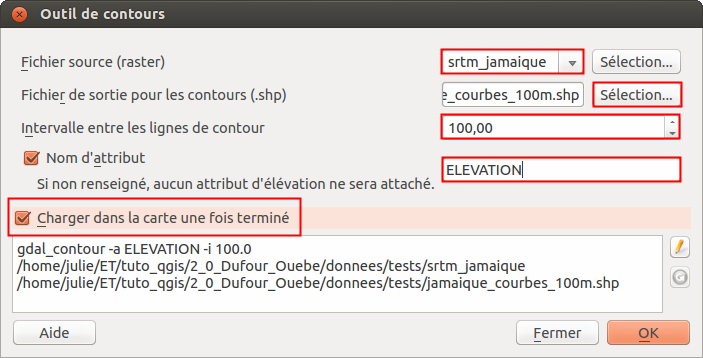 Outil de contours
Fichier source (raster) srtm_jamaique Sélection...
Fichier de sortie pour les contours (.shp) e_courbes_100m.shp Sélection...
Intervalle entre les lignes de contour 100,00
Nom d'attribut
ELEVATION
Si non renseigné, aucun attribut d'élévation ne sera attaché.
Charger dans la carte une fois terminé
gdal_contour -a ELEVATION -i 100.0
/home/julie/ET/tuto_qgis/2_0_Dufour_Ouebe/donnees/tests/srtm_jamaique
/home/julie/ET/tuto_qgis/2_0_Dufour_Ouebe/donnees/tests/jamaique_courbes_100m.shp
Aide Fermer OK